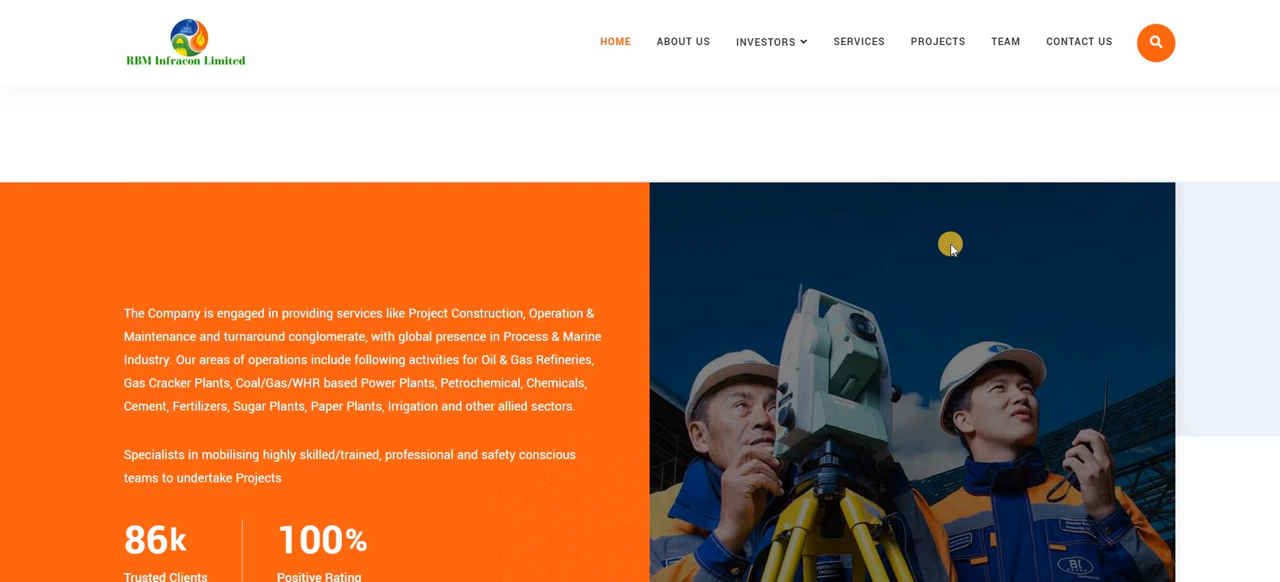 RBM Infracon Limited
HOME ABOUT US INVESTORS SERVICES PROJECTS TEAM CONTACT US
The Company is engaged in providing services like Project Construction, Operation &
Maintenance and turnaround conglomerate, with global presence in Process & Marine
Industry. Our areas of operations include following activities for Oil & Gas Refineries,
Gas Cracker Plants, Coal/Gas/WHR based Power Plants, Petrochemical, Chemicals,
Cement, Fertilizers, Sugar Plants, Paper Plants, Irrigation and other allied sectors.
Specialists in mobilising highly skilled/trained, professional and safety conscious
teams to undertake Projects
86k 100%
Trusted Clients Positive Rating
BI